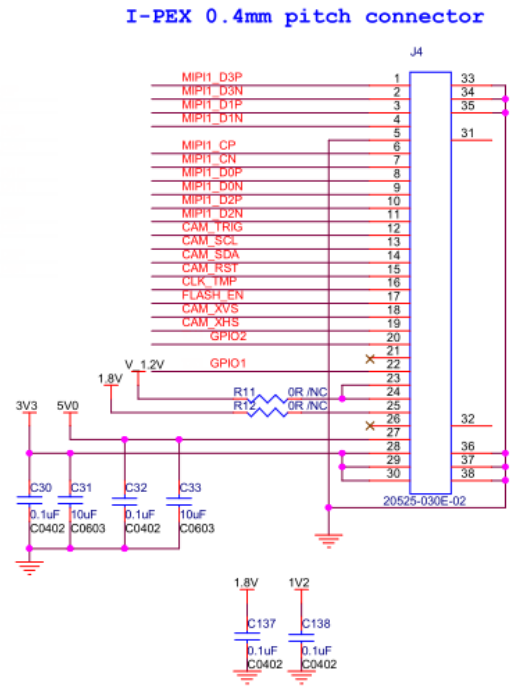 I-PEX 0.4mm pitch connector
J4
MIPI1_D3P 1 33
MIPI1_D3N 2 34
MIPI1_D1P 3 35
MIPI1_D1N 4
5 31
MIPI1_CP 6
MIPI1_CN 7
MIPI1_D0P 8
MIPI1_D0N 9
MIPI1_D2P 10
MIPI1_D2N 11
CAM_TRIG 12
CAM_SCL 13
CAM_SDA 14
CAM_RST 15
CLK_TMP 16
FLASH_EN 17
CAM_XVS 18
CAM_XHS 19
GPIO2 20
21
V_1.2V GPIO1 22
1.8V 23
R11 0R /NC 24
R12 0R /NC 25
3V3 5V0 26 32
27
28 36
29 37
30 38
C30 C31 C32 C33
20525-030E-02
0.1uF 10uF 0.1uF 10uF
C0402 C0603 C0402 C0603
1.8V 1V2
C137 C138
0.1uF 0.1uF
C0402 C0402